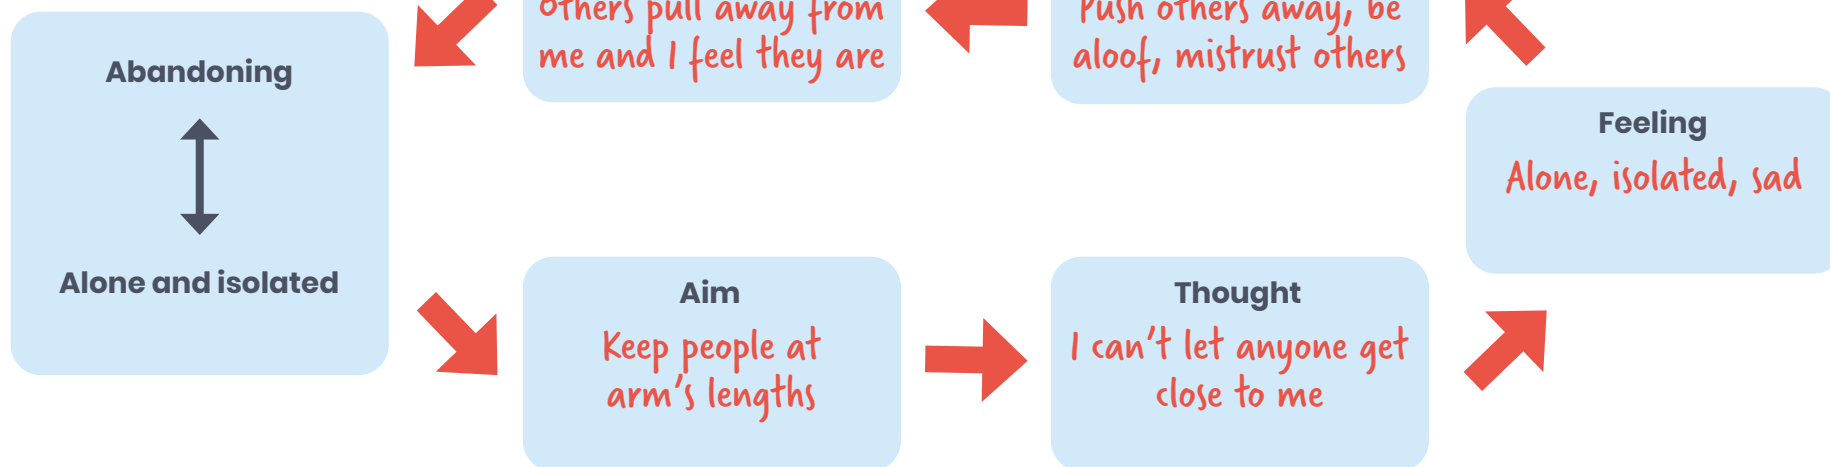 Others pull away from
me and I feel they are
Push others away, be
aloof, mistrust others
Abandoning
Feeling
Alone, isolated, sad
Alone and isolated
Aim
Keep people at
arm's lengths
Thought
I can't let anyone get
close to me